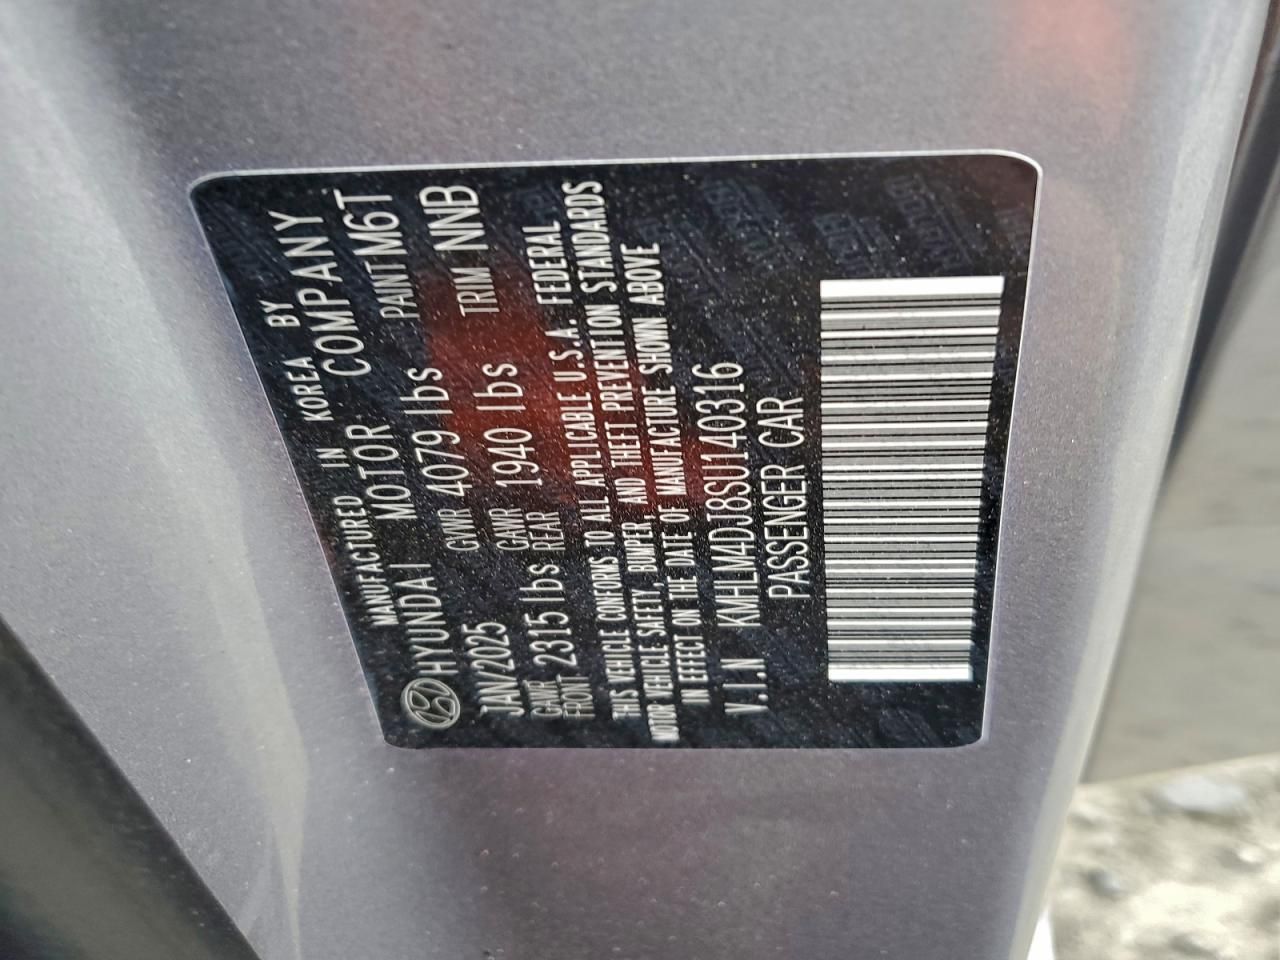 MANUFACTURED IN KOREA BY
HYUNDAI MOTOR COMPANY
JAN/2025 GVWR 4079 lbs PAINT M6T
GAWR FRONT 2315 lbs GAWR REAR 1940 lbs TRIM NNB
THIS VEHICLE CONFORMS TO ALL APPLICABLE U.S.A. FEDERAL
MOTOR VEHICLE SAFETY, BUMPER, AND THEFT PREVENTION STANDARDS
IN EFFECT ON THE DATE OF MANUFACTURE SHOWN ABOVE
V.I.N KMHLM4DJ8SU140316
PASSENGER CAR